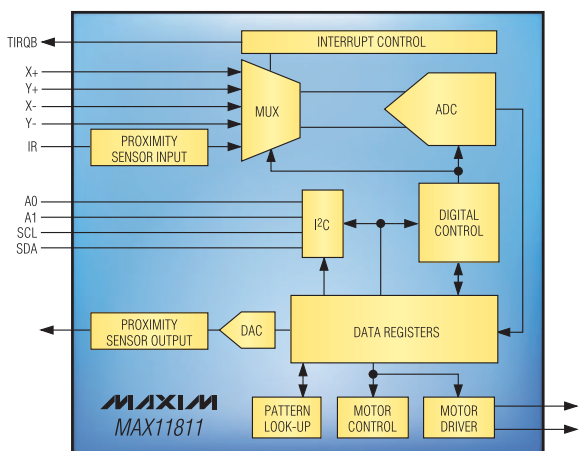 TIRQB
INTERRUPT CONTROL
X+
Y+
X-
Y-
IR
MUX
ADC
PROXIMITY
SENSOR INPUT
A0
A1
SCL
SDA
I²C
DIGITAL
CONTROL
PROXIMITY
SENSOR OUTPUT
DAC
DATA REGISTERS
MAXIM
MAX11811
PATTERN
LOOK-UP
MOTOR
CONTROL
MOTOR
DRIVER